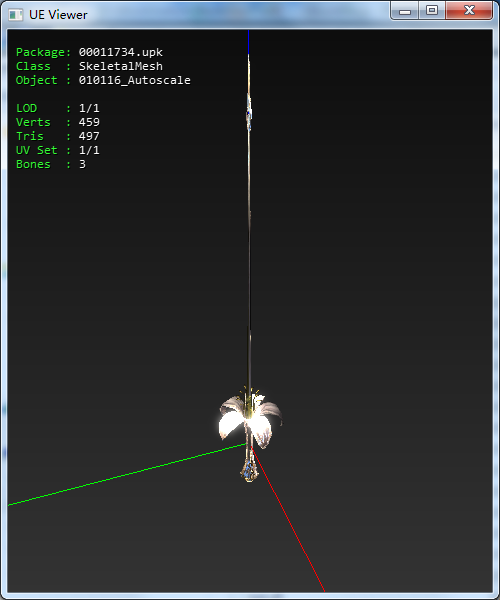 UE Viewer
Package: 00011734.upk
Class : SkeletalMesh
Object : 010116_Autoscale
LOD : 1/1
Verts : 459
Tris : 497
UV Set : 1/1
Bones : 3